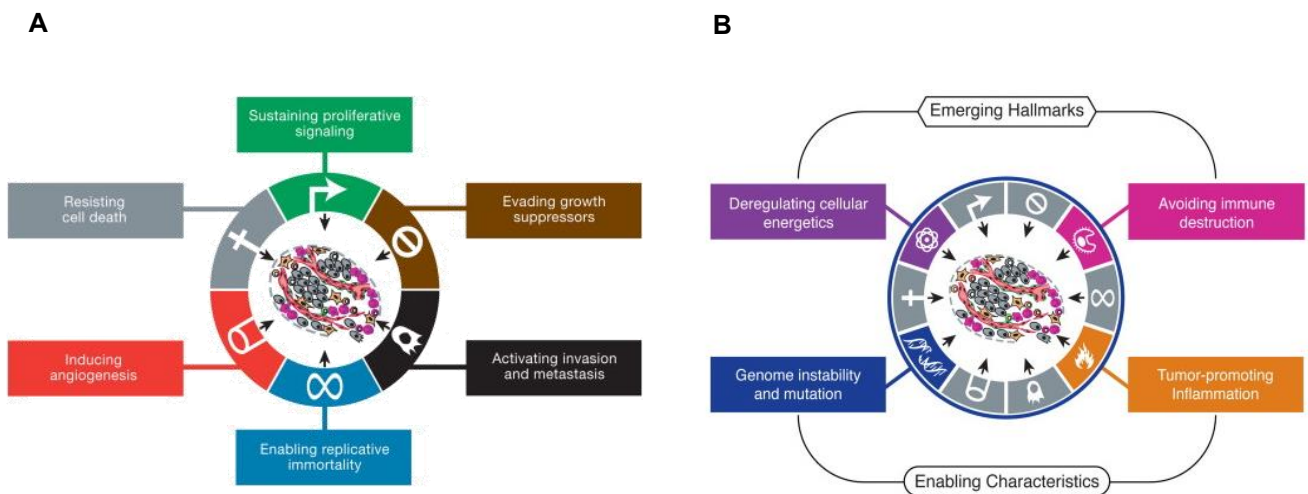 A
B
Sustaining proliferative
signaling
Resisting
cell death
Evading growth
suppressors
Inducing
angiogenesis
Activating invasion
and metastasis
Enabling replicative
immortality
Emerging Hallmarks
Deregulating cellular
energetics
Avoiding immune
destruction
Genome instability
and mutation
Tumor-promoting
Inflammation
Enabling Characteristics